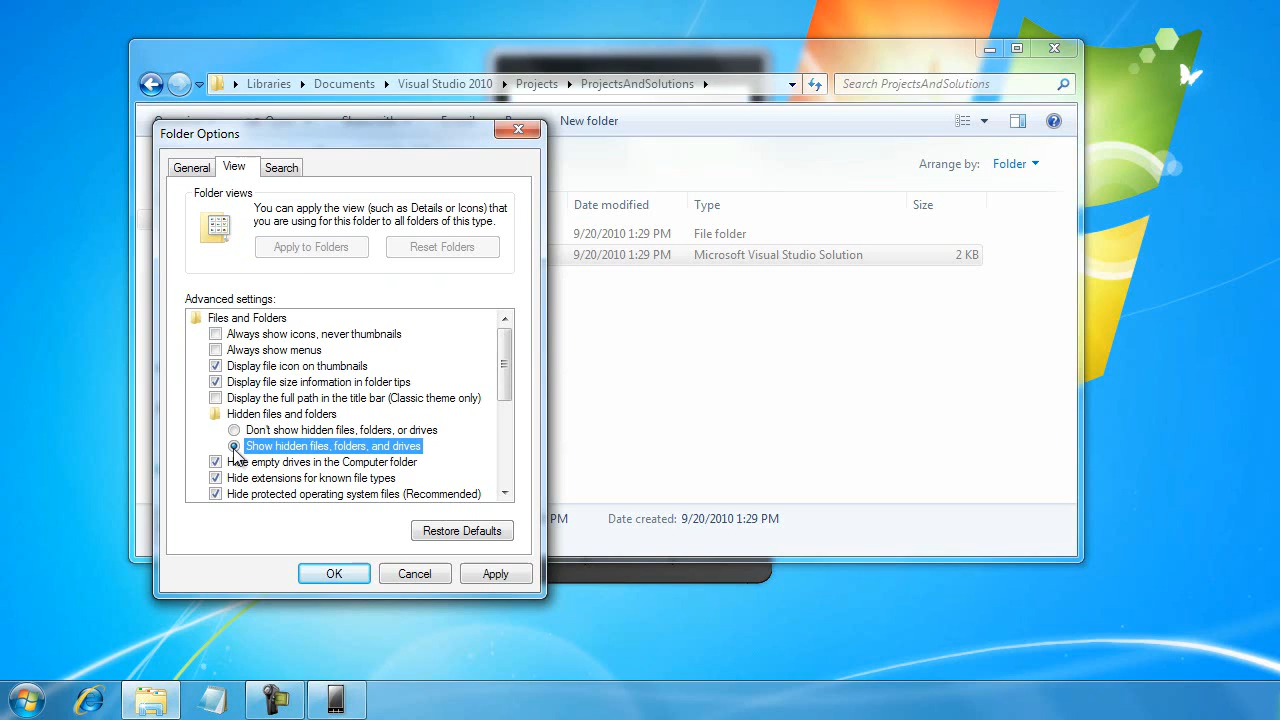 Libraries Documents Visual Studio 2010 Projects ProjectsAndSolutions
Search ProjectsAndSolutions
New folder
Folder Options
General View Search
Arrange by: Folder
Folder views
You can apply the view (such as Details or Icons) that
you are using for this folder to all folders of this type.
Apply to Folders Reset Folders
Date modified Type Size
9/20/2010 1:29 PM File folder
9/20/2010 1:29 PM Microsoft Visual Studio Solution 2 KB
Advanced settings:
Files and Folders
Always show icons, never thumbnails
Always show menus
Display file icon on thumbnails
Display file size information in folder tips
Display the full path in the title bar (Classic theme only)
Hidden files and folders
Don't show hidden files, folders, or drives
Show hidden files, folders, and drives
Hide empty drives in the Computer folder
Hide extensions for known file types
Hide protected operating system files (Recommended)
PM Date created: 9/20/2010 1:29 PM
Restore Defaults
OK Cancel Apply